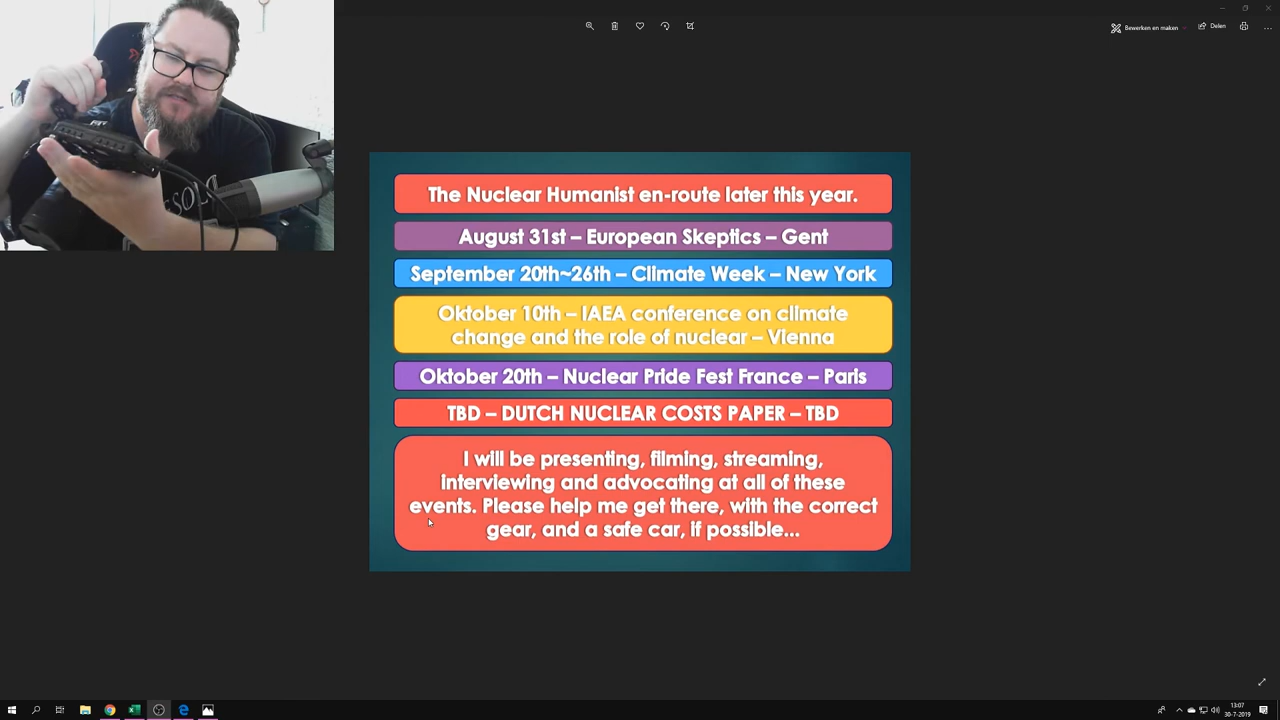 Bewerken en maken
Delen
SOLO
The Nuclear Humanist en-route later this year.
August 31st – European Skeptics – Gent
September 20th~26th – Climate Week – New York
Oktober 10th – IAEA conference on climate
change and the role of nuclear – Vienna
Oktober 20th – Nuclear Pride Fest France – Paris
TBD – DUTCH NUCLEAR COSTS PAPER – TBD
I will be presenting, filming, streaming,
interviewing and advocating at all of these
events. Please help me get there, with the correct
gear, and a safe car, if possible...
13:07
30-7-2019